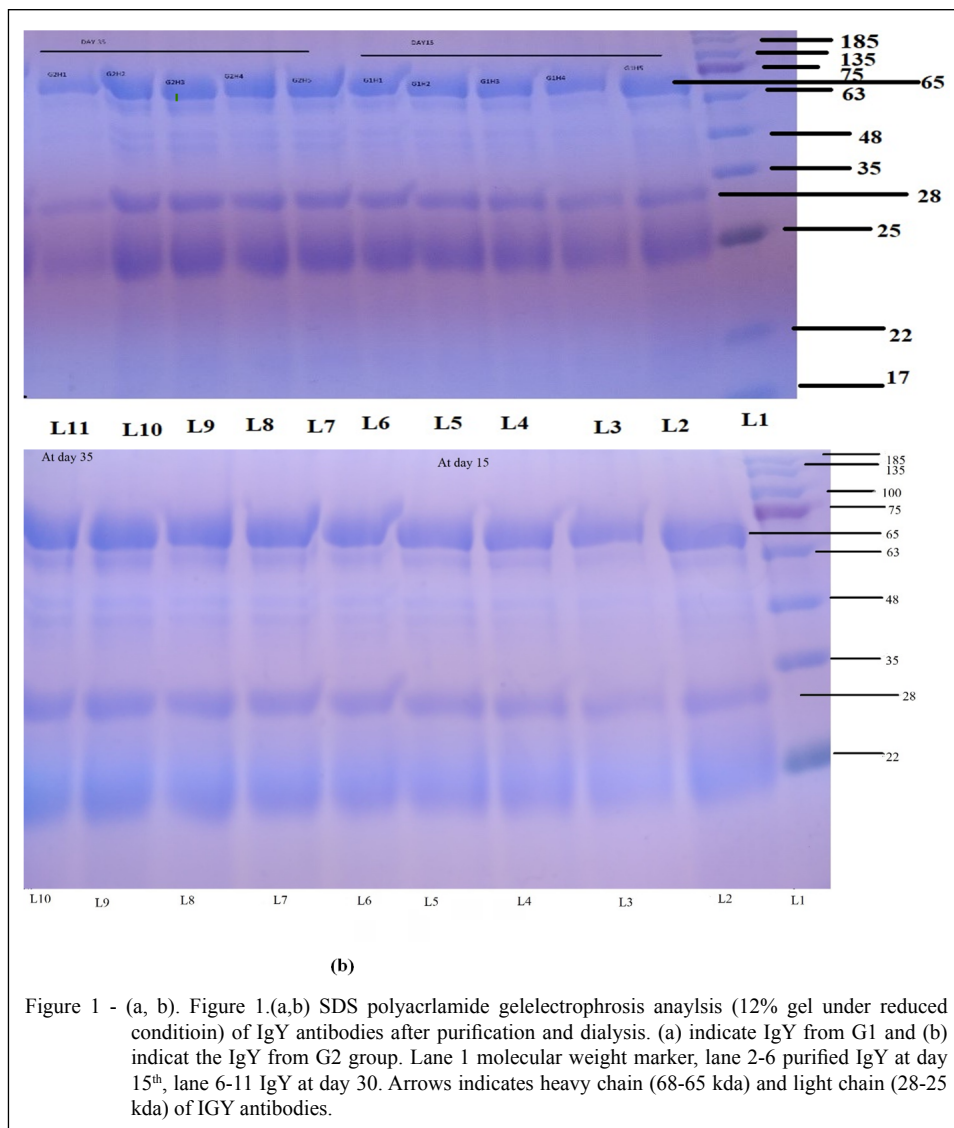 DAY 35 DAY15
G2H1 G2H2 G2H3 G2H4 G2H5 G1H1 G1H2 G1H3 G1H4 G1H5
185
135
75
65
63
48
35
28
25
22
17
L11 L10 L9 L8 L7 L6 L5 L4 L3 L2 L1
At day 35 At day 15
185
135
100
75
65
63
48
35
28
22
L10 L9 L8 L7 L6 L5 L4 L3 L2 L1
(b)
Figure 1 - (a, b). Figure 1.(a,b) SDS polyacrlamide gelelectrophrosis anaylsis (12% gel under reduced
conditioin) of IgY antibodies after purification and dialysis. (a) indicate IgY from G1 and (b)
indicat the IgY from G2 group. Lane 1 molecular weight marker, lane 2-6 purified IgY at day
15th, lane 6-11 IgY at day 30. Arrows indicates heavy chain (68-65 kda) and light chain (28-25
kda) of IGY antibodies.